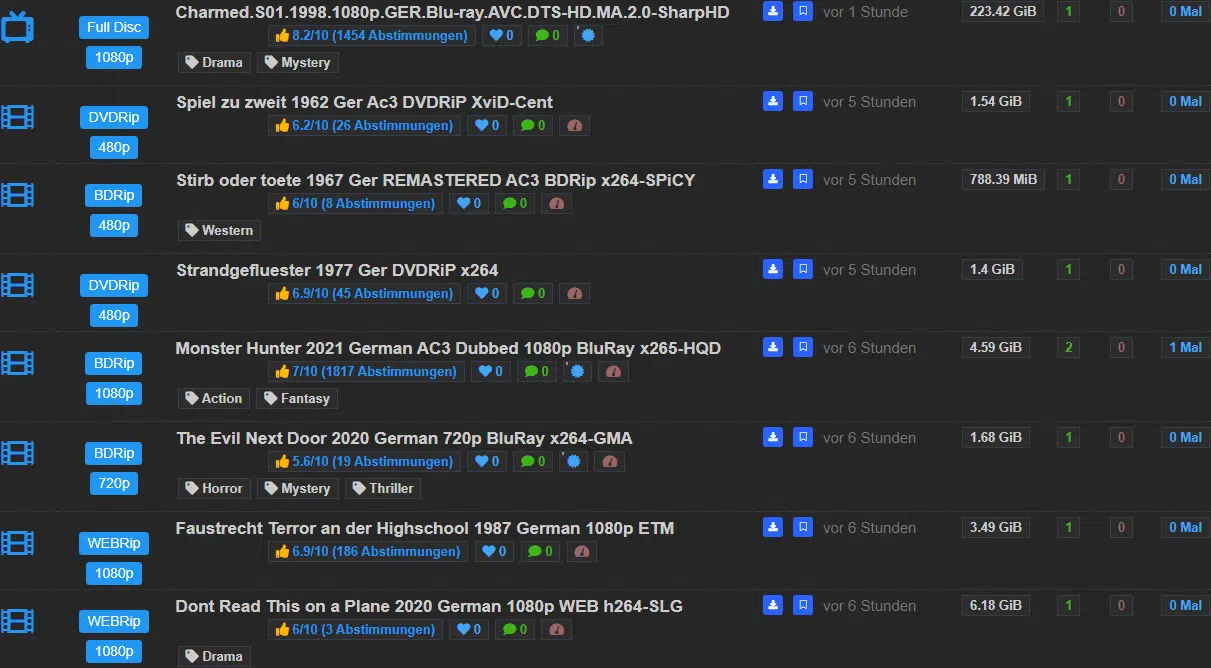 Charmed.S01.1998.1080p.GER.Blu-ray.AVC.DTS-HD.MA.2.0-SharpHD vor 1 Stunde 223.42 GiB 1 0 0 Mal
Full Disc 8.2/10 (1454 Abstimmungen) 0 0
1080p Drama Mystery
Spiel zu zweit 1962 Ger Ac3 DVDRiP XviD-Cent vor 5 Stunden 1.54 GiB 1 0 0 Mal
DVDRip 6.2/10 (26 Abstimmungen) 0 0
480p
Stirb oder toete 1967 Ger REMASTERED AC3 BDRip x264-SPiCY vor 5 Stunden 788.39 MiB 1 0 0 Mal
BDRip 6/10 (8 Abstimmungen) 0 0
480p Western
Strandgefluester 1977 Ger DVDRiP x264 vor 5 Stunden 1.4 GiB 1 0 0 Mal
DVDRip 6.9/10 (45 Abstimmungen) 0 0
480p
Monster Hunter 2021 German AC3 Dubbed 1080p BluRay x265-HQD vor 6 Stunden 4.59 GiB 2 0 1 Mal
BDRip 7/10 (1817 Abstimmungen) 0 0
1080p Action Fantasy
The Evil Next Door 2020 German 720p BluRay x264-GMA vor 6 Stunden 1.68 GiB 1 0 0 Mal
BDRip 5.6/10 (19 Abstimmungen) 0 0
720p Horror Mystery Thriller
Faustrecht Terror an der Highschool 1987 German 1080p ETM vor 6 Stunden 3.49 GiB 1 0 0 Mal
WEBRip 6.9/10 (186 Abstimmungen) 0 0
1080p
Dont Read This on a Plane 2020 German 1080p WEB h264-SLG vor 6 Stunden 6.18 GiB 1 0 0 Mal
WEBRip 6/10 (3 Abstimmungen) 0 0
1080p Drama